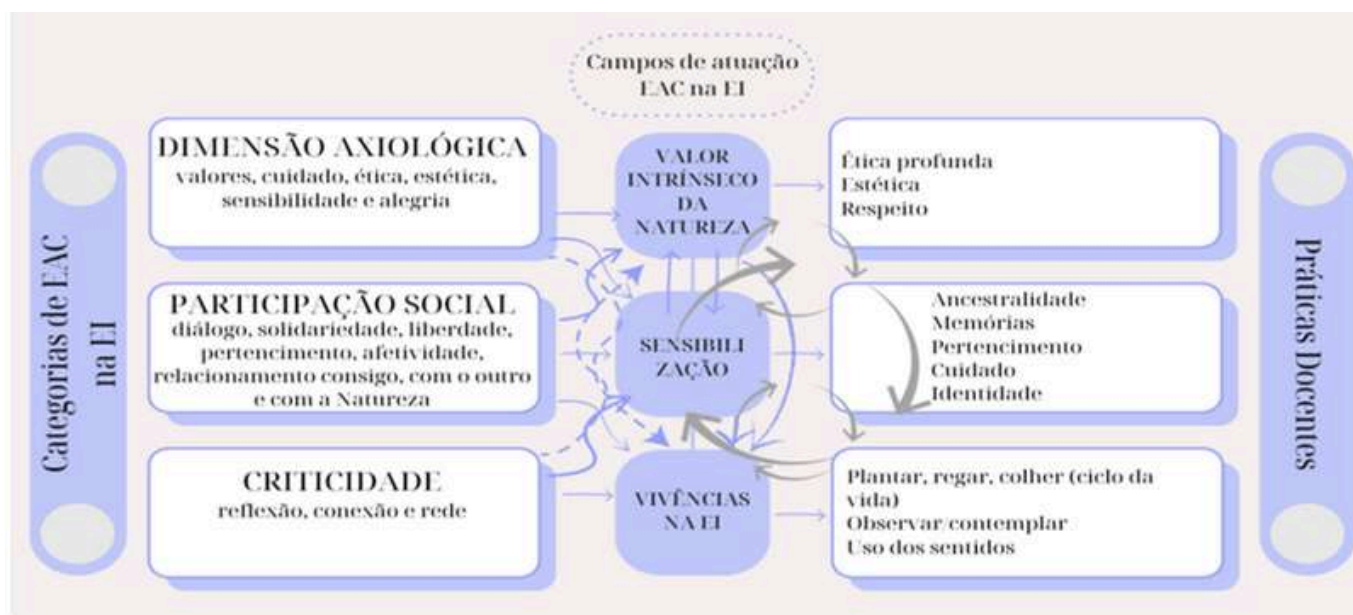 Campos de atuação
EAC na EI
Categorias de EAC
na EI
DIMENSÃO AXIOLÓGICA
valores, cuidado, ética, estética,
sensibilidade e alegria
PARTICIPAÇÃO SOCIAL
diálogo, solidariedade, liberdade,
pertencimento, afetividade,
relacionamento consigo, com o outro
e com a Natureza
CRITICIDADE
reflexão, conexão e rede
VALOR
INTRÍNSECO
DA
NATUREZA
SENSIBILI
ZAÇÃO
VIVÊNCIAS
NA EI
Ética profunda
Estética
Respeito
Ancestralidade
Memórias
Pertencimento
Cuidado
Identidade
Plantar, regar, colher (ciclo da
vida)
Observar/contemplar
Uso dos sentidos
Práticas Docentes